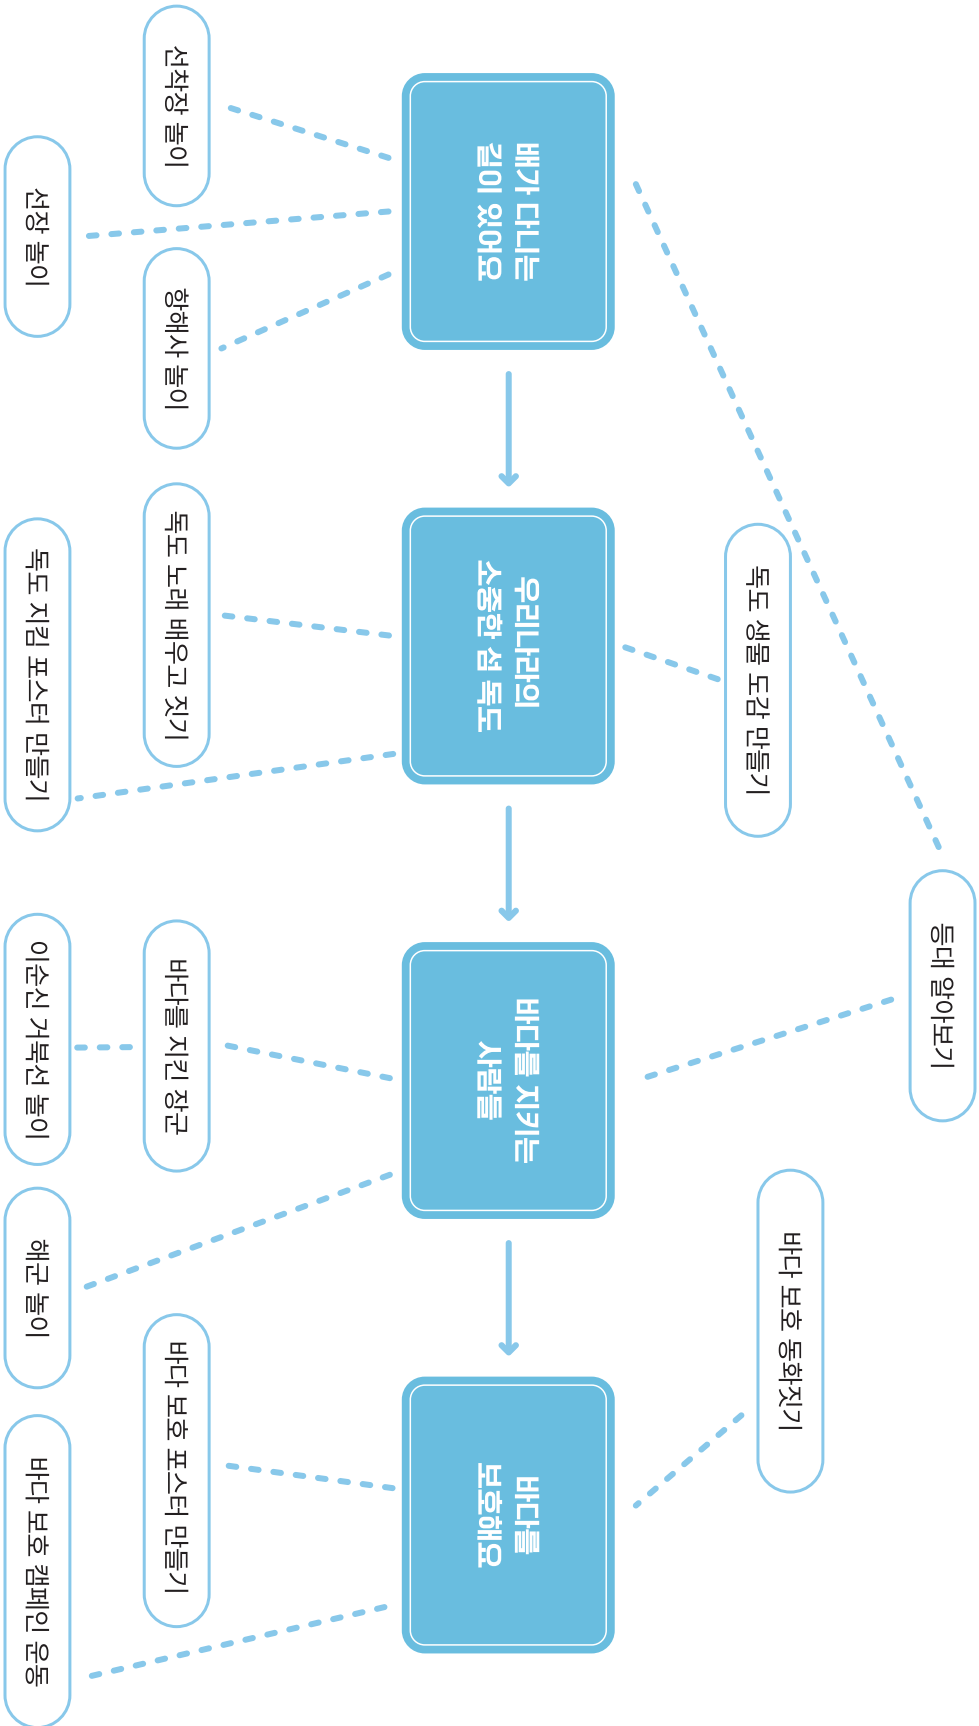 등대 알아보기
독도 생물 도감 만들기
바다 보호 동화짓기
배가 다니는
길이 있어요
우리나라의
소중한 섬 독도
바다를 지키는
사람들
바다를
보호해요
선착장 놀이
항해사 놀이
독도 노래 배우고 짓기
바다를 지킨 장군
바다 보호 포스터 만들기
선장 놀이
독도 지킴 포스터 만들기
이순신 거북선 놀이
해군 놀이
바다 보호 캠페인 운동